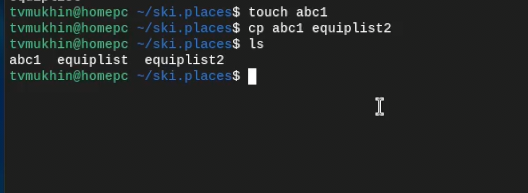 tvmukhin@homepc ~/ski.places$ touch abc1
tvmukhin@homepc ~/ski.places$ cp abc1 equiplist2
tvmukhin@homepc ~/ski.places$ ls
abc1  equiplist  equiplist2
tvmukhin@homepc ~/ski.places$